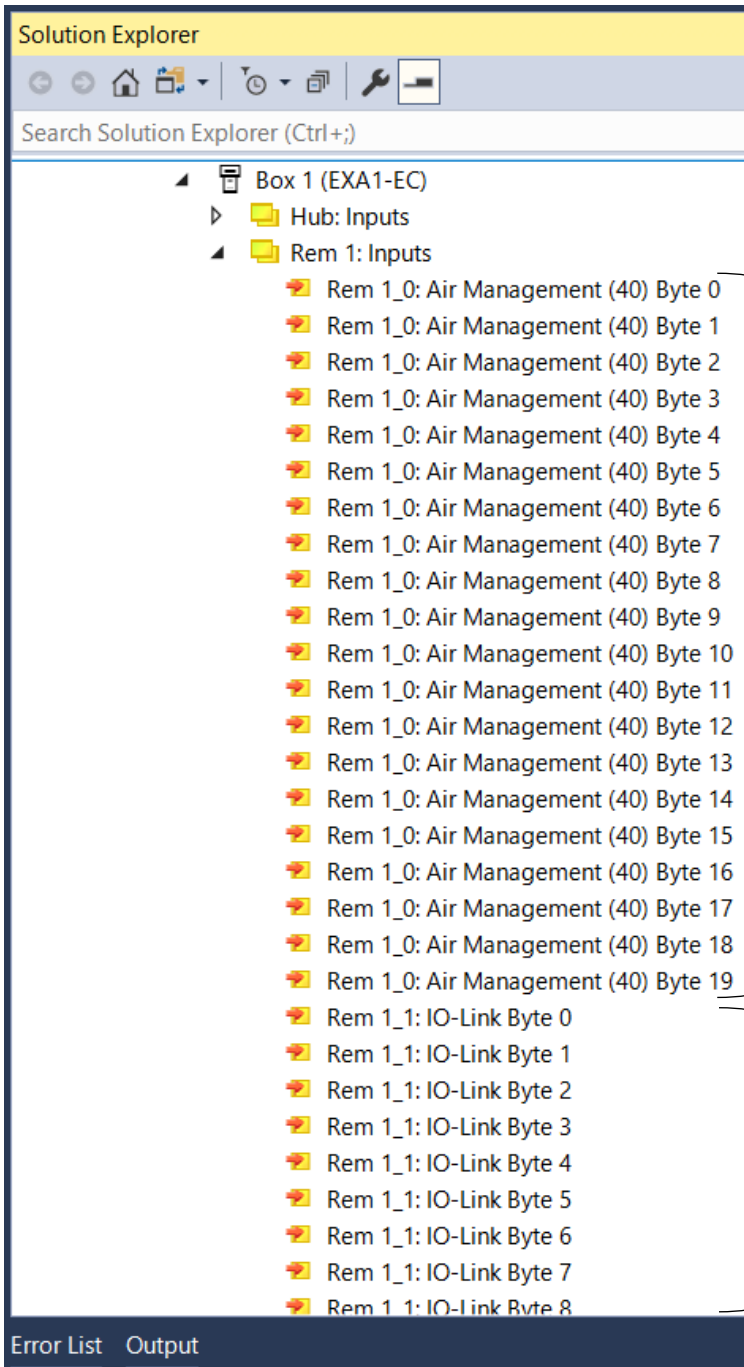 Solution Explorer
Search Solution Explorer (Ctrl+;)
Box 1 (EXA1-EC)
Hub: Inputs
Rem 1: Inputs
Rem 1_0: Air Management (40) Byte 0
Rem 1_0: Air Management (40) Byte 1
Rem 1_0: Air Management (40) Byte 2
Rem 1_0: Air Management (40) Byte 3
Rem 1_0: Air Management (40) Byte 4
Rem 1_0: Air Management (40) Byte 5
Rem 1_0: Air Management (40) Byte 6
Rem 1_0: Air Management (40) Byte 7
Rem 1_0: Air Management (40) Byte 8
Rem 1_0: Air Management (40) Byte 9
Rem 1_0: Air Management (40) Byte 10
Rem 1_0: Air Management (40) Byte 11
Rem 1_0: Air Management (40) Byte 12
Rem 1_0: Air Management (40) Byte 13
Rem 1_0: Air Management (40) Byte 14
Rem 1_0: Air Management (40) Byte 15
Rem 1_0: Air Management (40) Byte 16
Rem 1_0: Air Management (40) Byte 17
Rem 1_0: Air Management (40) Byte 18
Rem 1_0: Air Management (40) Byte 19
Rem 1_1: IO-Link Byte 0
Rem 1_1: IO-Link Byte 1
Rem 1_1: IO-Link Byte 2
Rem 1_1: IO-Link Byte 3
Rem 1_1: IO-Link Byte 4
Rem 1_1: IO-Link Byte 5
Rem 1_1: IO-Link Byte 6
Rem 1_1: IO-Link Byte 7
Rem 1_1: IO-Link Byte 8
Error List Output